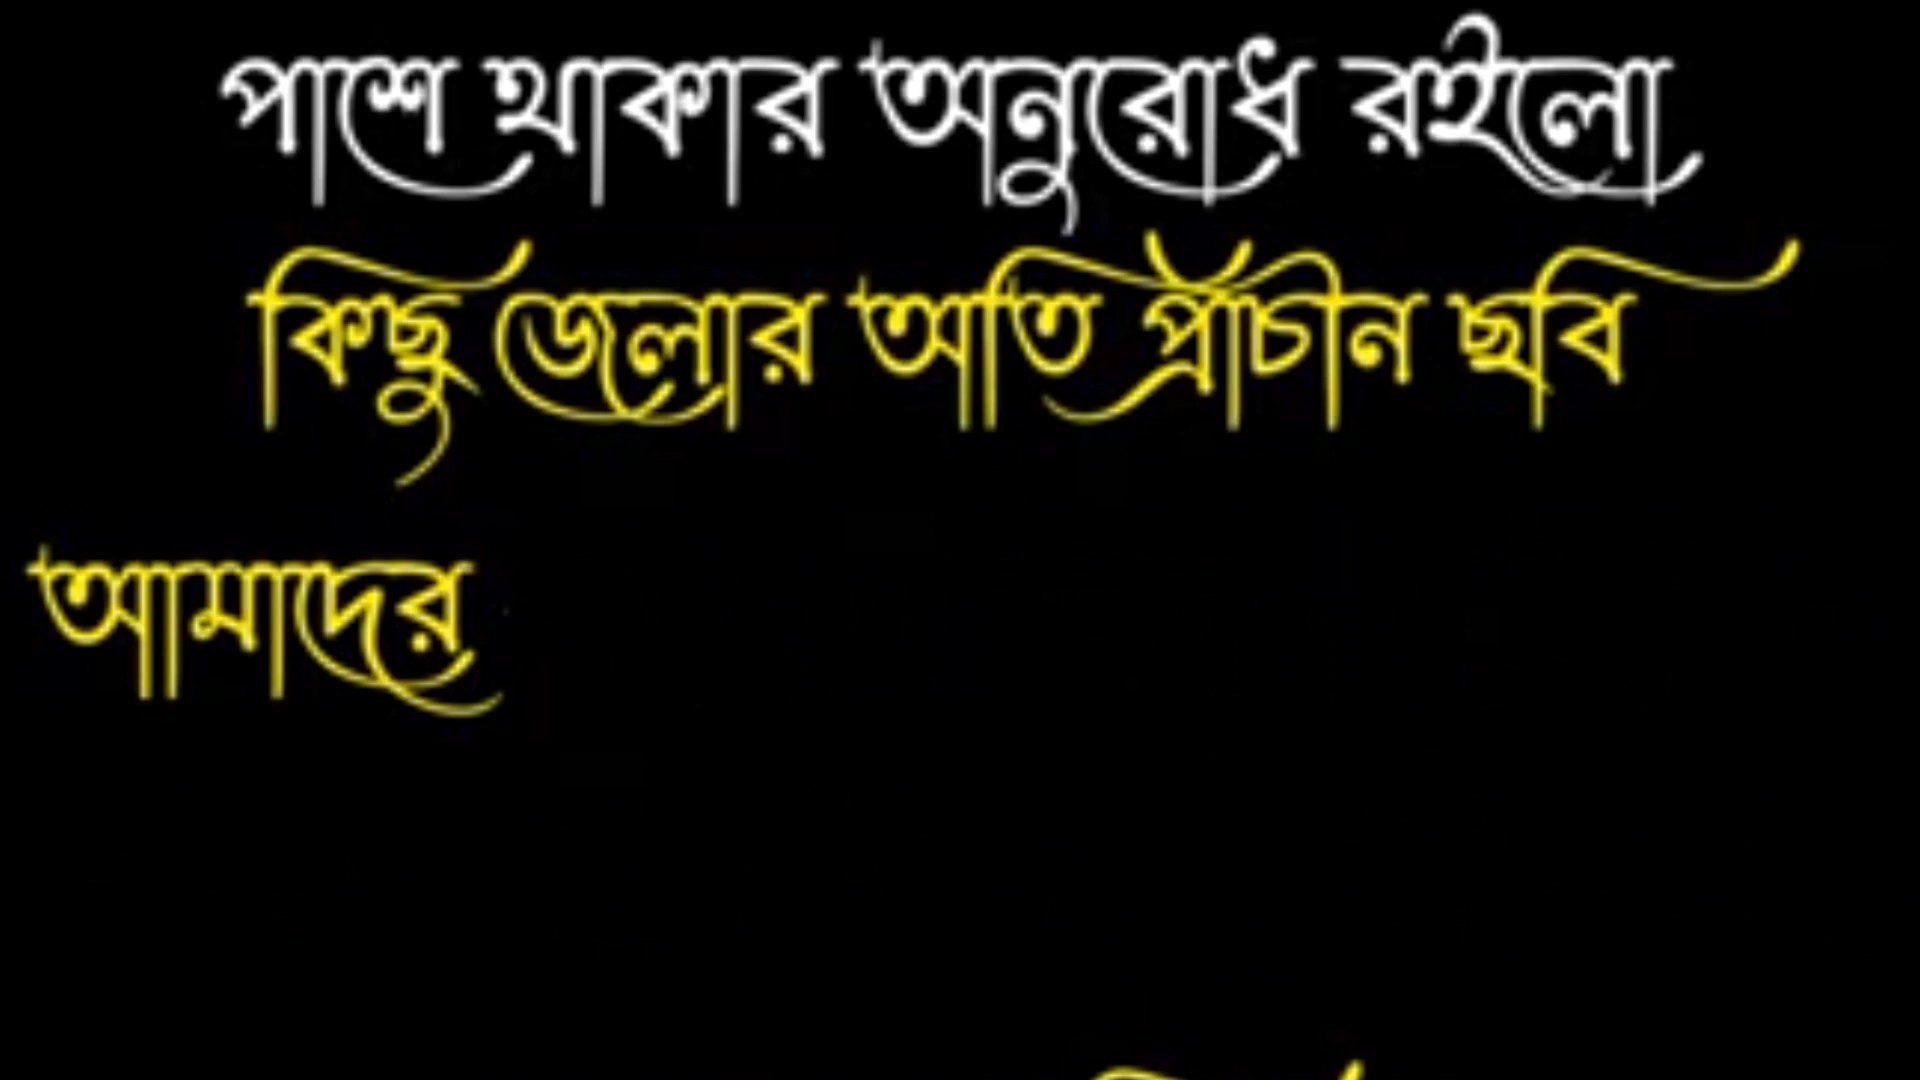 পাশে থাকার অনুরোধ রইলো
কিছু জেলার অতি প্রাচীন ছবি
আমাদের